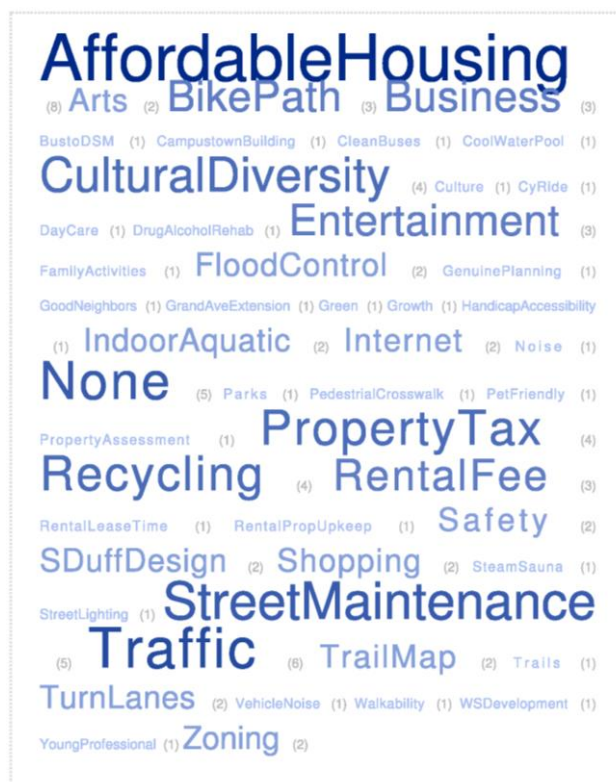 AffordableHousing
(8) Arts (2) BikePath (3) Business (3)
BustoDSM (1) CampustownBuilding (1) CleanBuses (1) CoolWaterPool (1)
CulturalDiversity (4) Culture (1) CyRide (1)
DayCare (1) DrugAlcoholRehab (1) Entertainment (3)
FamilyActivities (1) FloodControl (2) GenuinePlanning (1)
GoodNeighbors (1) GrandAveExtension (1) Green (1) Growth (1) HandicapAccessibility
(1) IndoorAquatic (2) Internet (2) Noise (1)
None (5) Parks (1) PedestrialCrosswalk (1) PetFriendly (1)
PropertyAssessment (1) PropertyTax (4)
Recycling (4) RentalFee (3)
RentalLeaseTime (1) RentalPropUpkeep (1) Safety (2)
SDuffDesign (2) Shopping (2) SteamSauna (1)
StreetLighting (1) StreetMaintenance
(5) Traffic (6) TrailMap (2) Trails (1)
TurnLanes (2) VehicleNoise (1) Walkability (1) WSDevelopment (1)
YoungProfessional (1) Zoning (2)